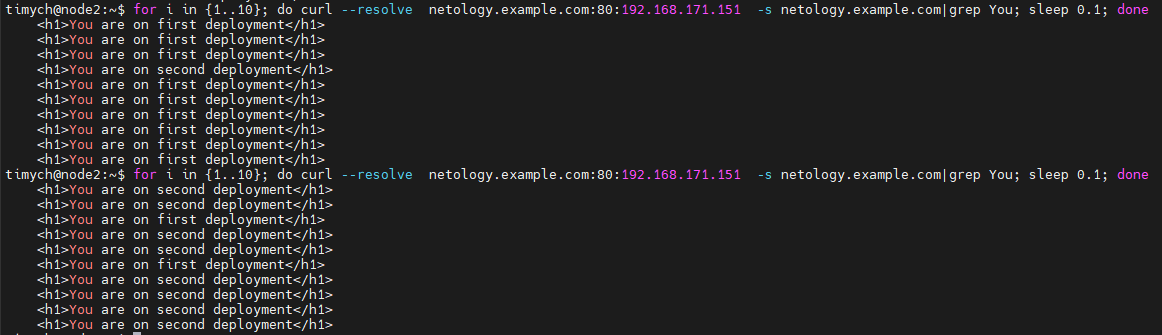 timych@node2:~$ for i in {1..10}; do curl --resolve  netology.example.com:80:192.168.171.151  -s netology.example.com|grep You; sleep 0.1; done
    <h1>You are on first deployment</h1>
    <h1>You are on first deployment</h1>
    <h1>You are on first deployment</h1>
    <h1>You are on second deployment</h1>
    <h1>You are on first deployment</h1>
    <h1>You are on first deployment</h1>
    <h1>You are on first deployment</h1>
    <h1>You are on first deployment</h1>
    <h1>You are on first deployment</h1>
    <h1>You are on first deployment</h1>
timych@node2:~$ for i in {1..10}; do curl --resolve  netology.example.com:80:192.168.171.151  -s netology.example.com|grep You; sleep 0.1; done
    <h1>You are on second deployment</h1>
    <h1>You are on second deployment</h1>
    <h1>You are on first deployment</h1>
    <h1>You are on second deployment</h1>
    <h1>You are on second deployment</h1>
    <h1>You are on first deployment</h1>
    <h1>You are on second deployment</h1>
    <h1>You are on second deployment</h1>
    <h1>You are on second deployment</h1>
    <h1>You are on second deployment</h1>